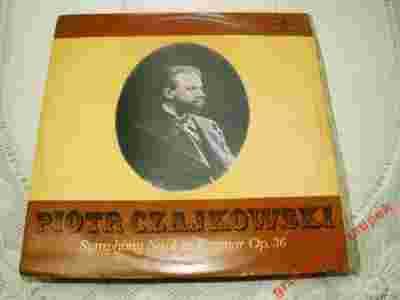 PIOTR CZAJKOWSKI
Symphony No 4 in F minor Op. 36